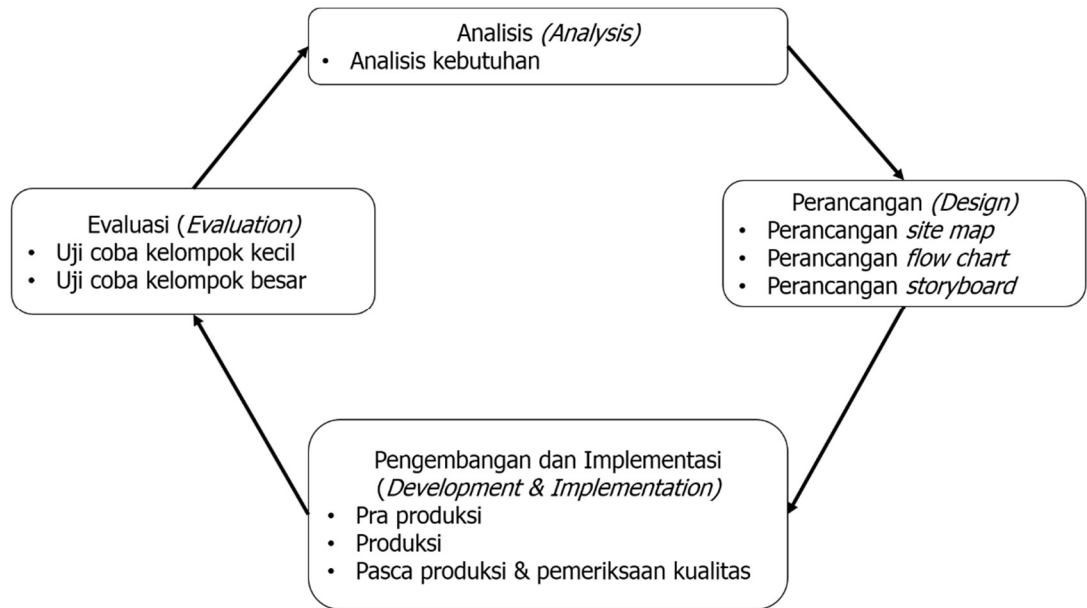 Analisis (Analysis)
• Analisis kebutuhan
Perancangan (Design)
• Perancangan site map
• Perancangan flow chart
• Perancangan storyboard
Pengembangan dan Implementasi
(Development & Implementation)
• Pra produksi
• Produksi
• Pasca produksi & pemeriksaan kualitas
Evaluasi (Evaluation)
• Uji coba kelompok kecil
• Uji coba kelompok besar